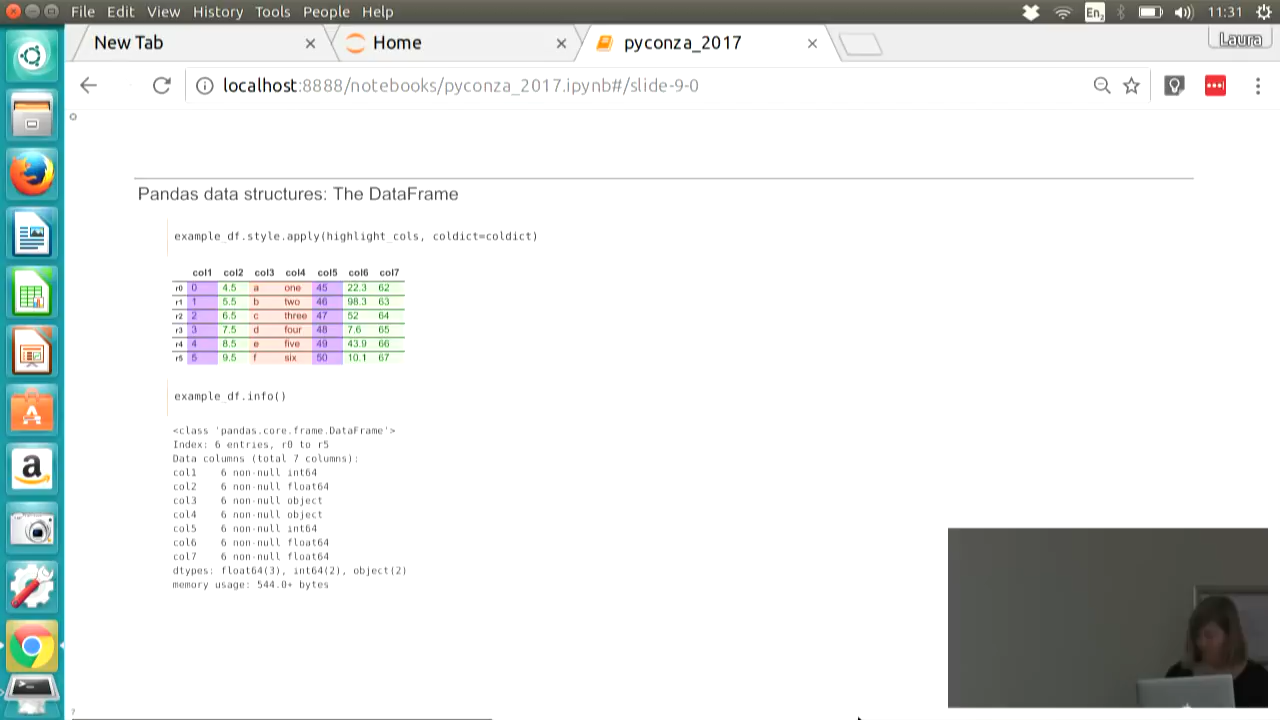 File Edit View History Tools People Help
En2 11:31
New Tab Home pyconza_2017 Laura
localhost:8888/notebooks/pyconza_2017.ipynb#/slide-9-0
Pandas data structures: The DataFrame
example_df.style.apply(highlight_cols, coldict=coldict)
col1 col2 col3 col4 col5 col6 col7
r0 0 4.5 a one 45 22.3 62
r1 1 5.5 b two 46 98.3 63
r2 2 6.5 c three 47 52 64
r3 3 7.5 d four 48 7.6 65
r4 4 8.5 e five 49 43.9 66
r5 5 9.5 f six 50 10.1 67
example_df.info()
<class 'pandas.core.frame.DataFrame'>
Index: 6 entries, r0 to r5
Data columns (total 7 columns):
col1 6 non-null int64
col2 6 non-null float64
col3 6 non-null object
col4 6 non-null object
col5 6 non-null int64
col6 6 non-null float64
col7 6 non-null float64
dtypes: float64(3), int64(2), object(2)
memory usage: 544.0+ bytes
?